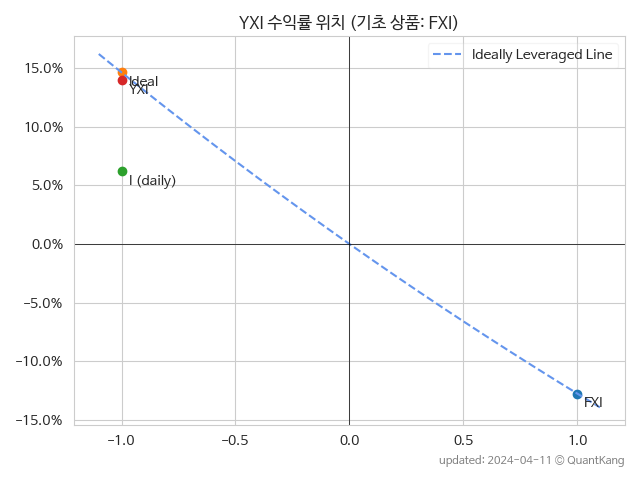 YXI 수익률 위치 (기초 상품: FXI)
Ideally Leveraged Line
15.0%
Ideal
YXI
10.0%
I (daily)
5.0%
0.0%
-5.0%
-10.0%
FXI
-15.0%
-1.0 -0.5 0.0 0.5 1.0
updated: 2024-04-11 © QuantKang